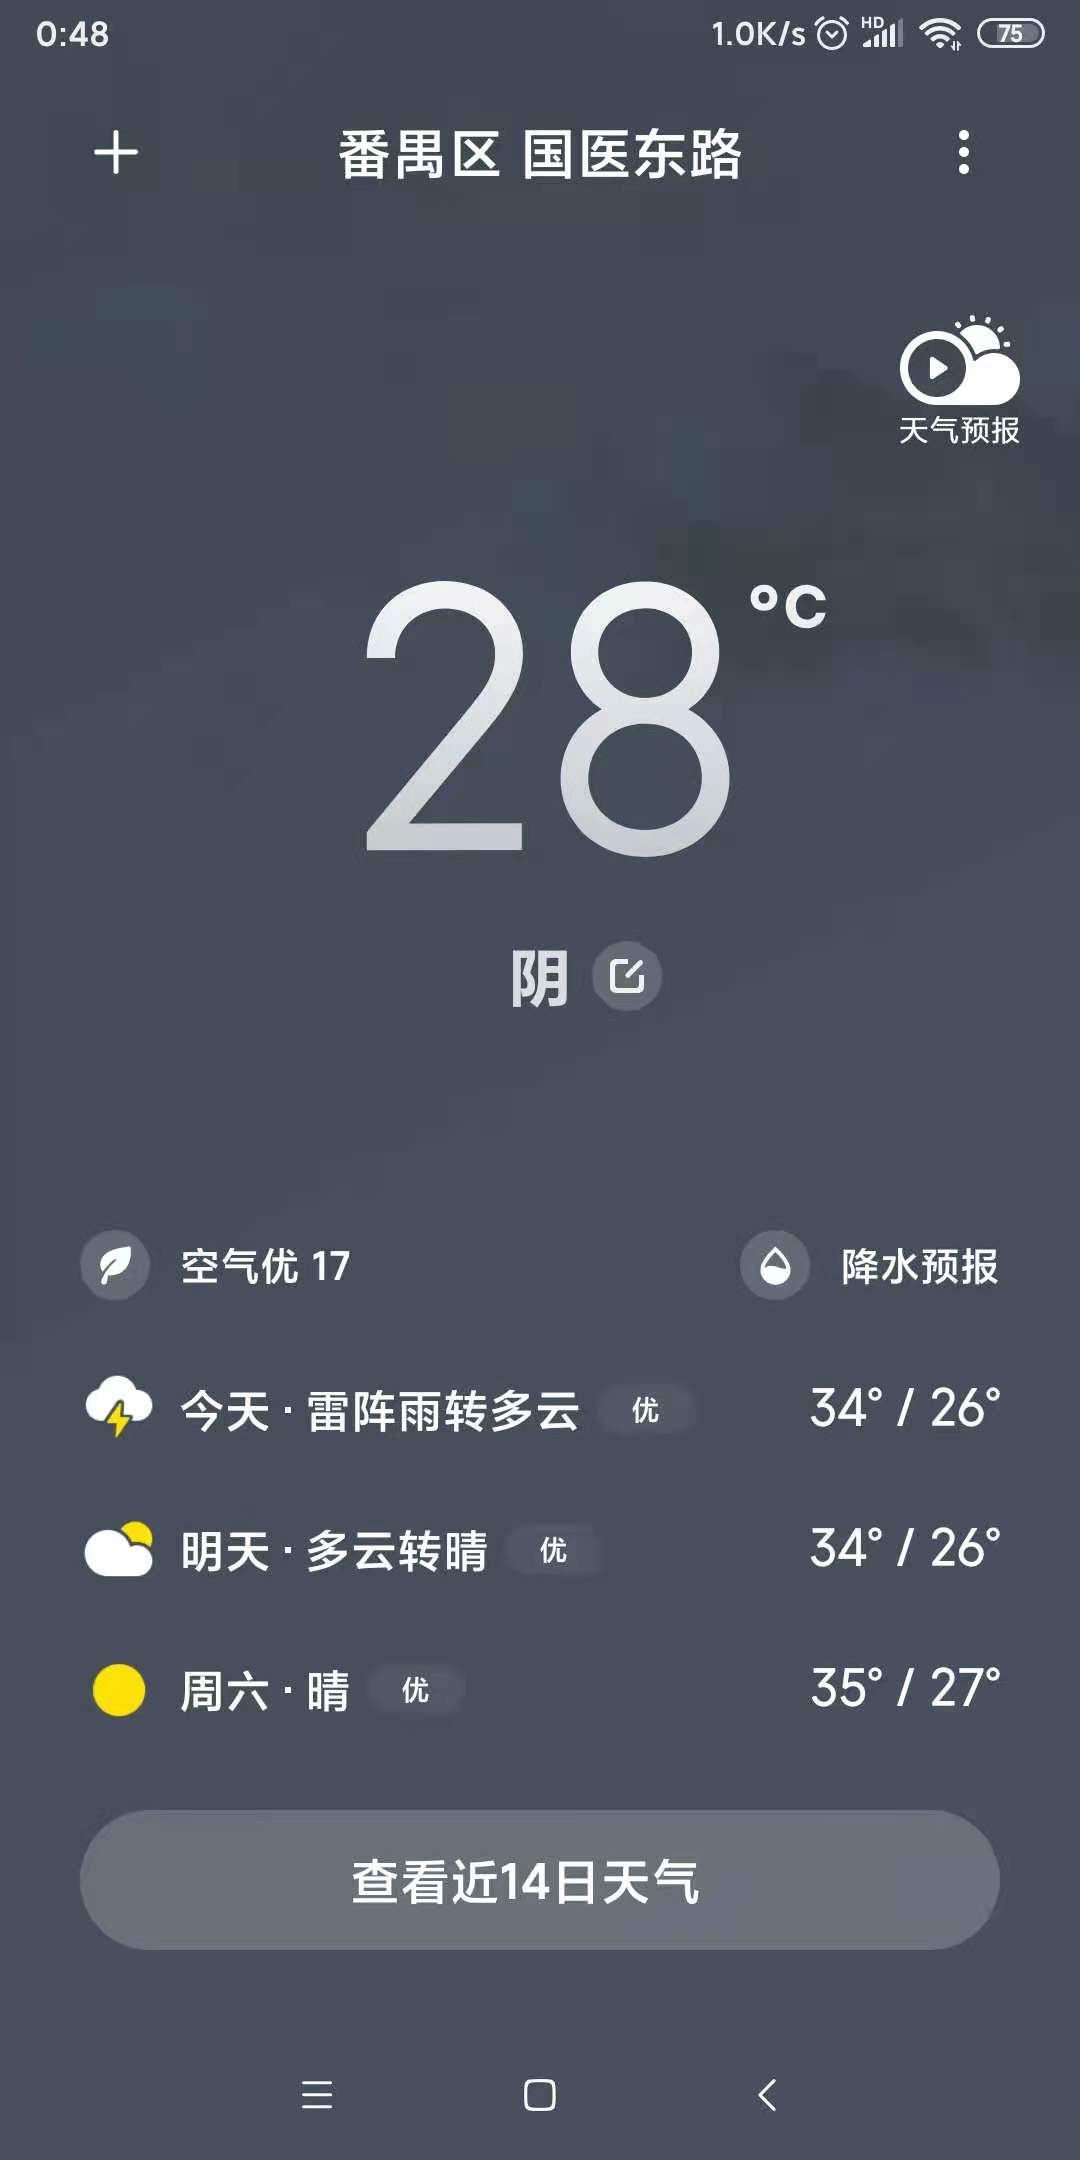 0:48
1.0K/s HD 75
番禺区 国医东路
天气预报
28°C
阴
空气优 17
降水预报
今天·雷阵雨转多云 优 34° / 26°
明天·多云转晴 优 34° / 26°
周六·晴 优 35° / 27°
查看近14日天气